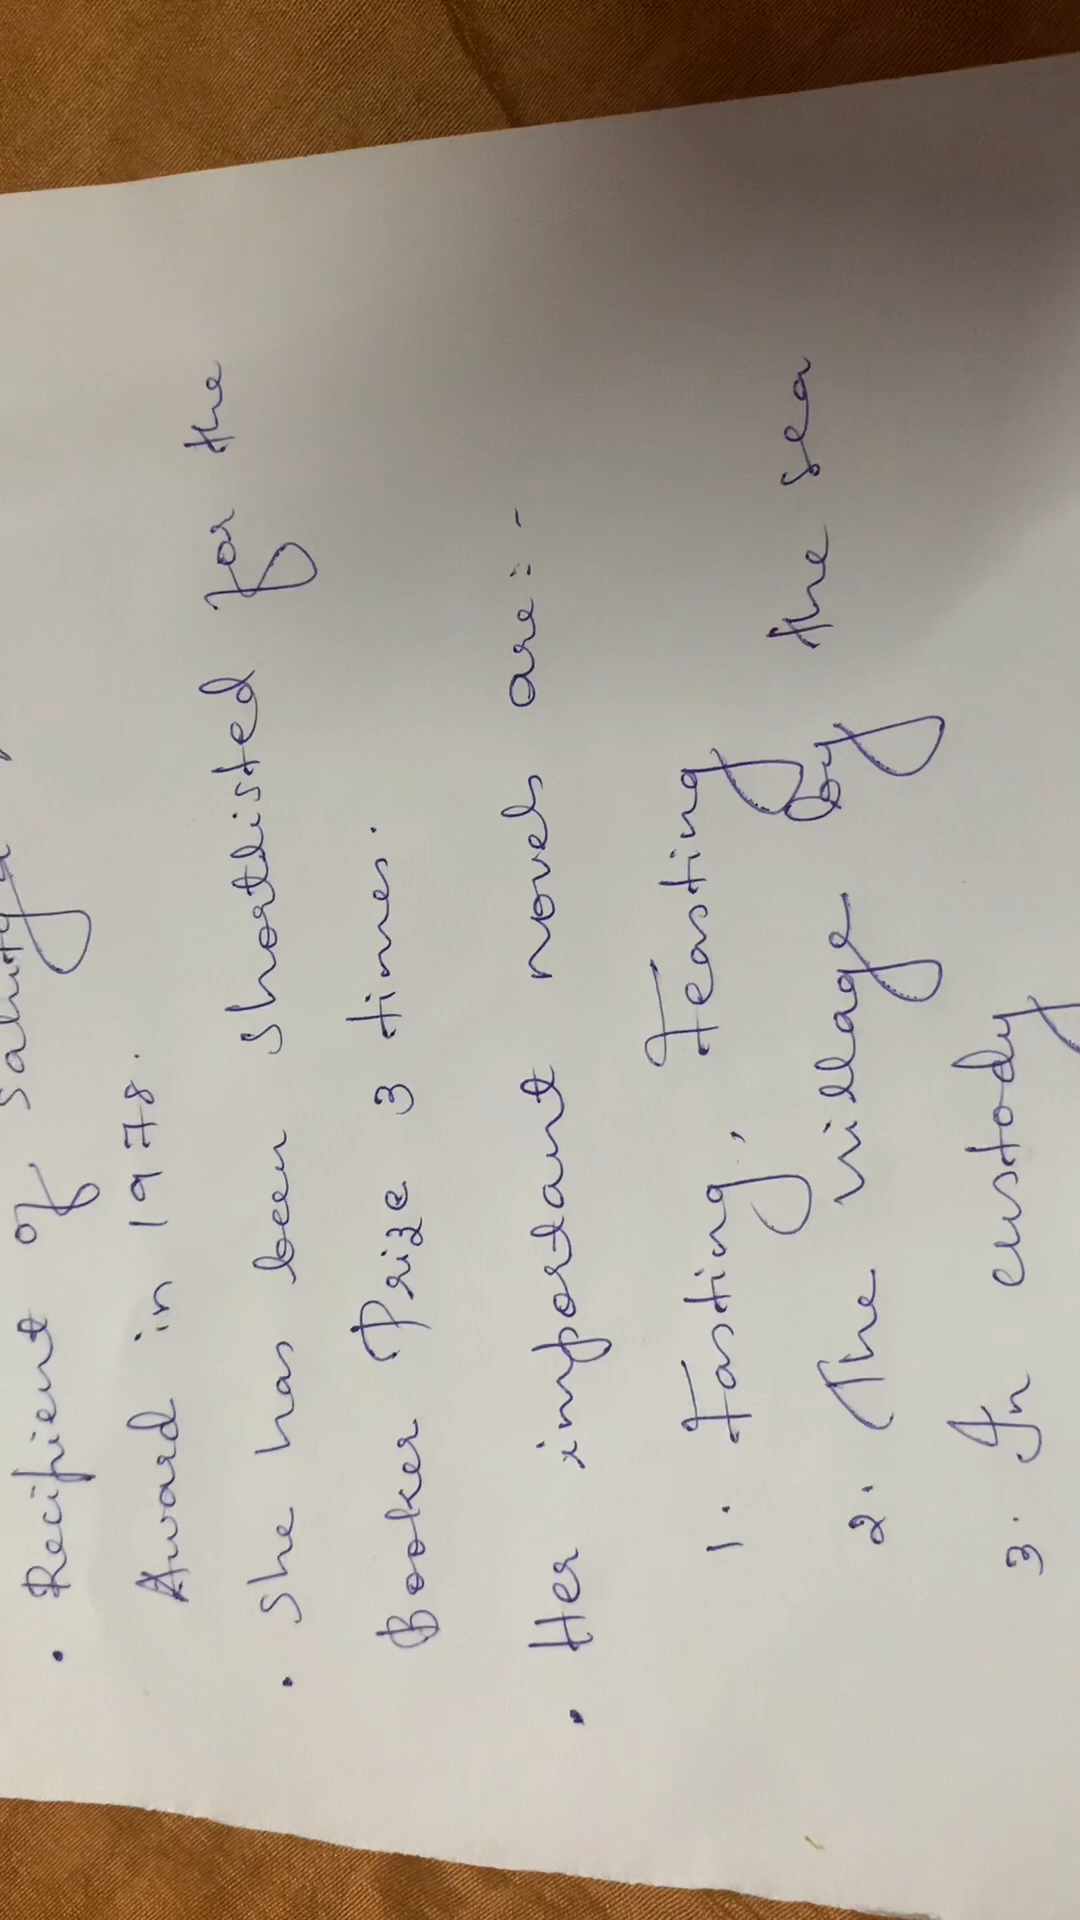 • Recipient of Sahitya
Award in 1978.
• She has been shortlisted for the
Booker Prize 3 times.
• Her important novels are:-
1. Fasting, Feasting
2. The village by the sea
3. In custody